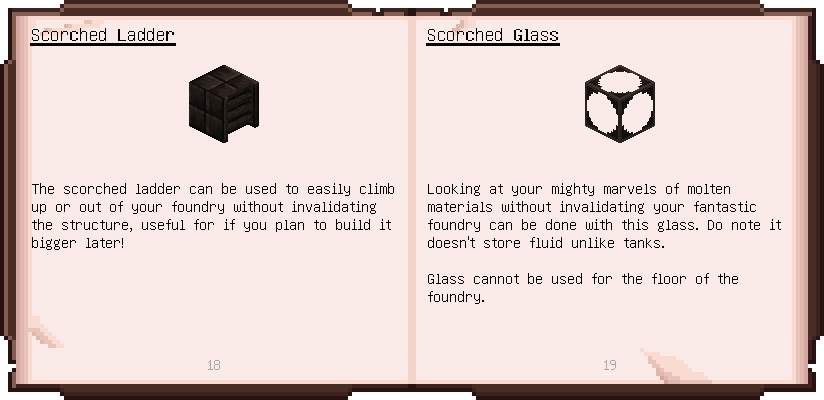 Scorched Ladder
The scorched ladder can be used to easily climb
up or out of your foundry without invalidating
the structure, useful for if you plan to build it
bigger later!
18
Scorched Glass
Looking at your mighty marvels of molten
materials without invalidating your fantastic
foundry can be done with this glass. Do note it
doesn't store fluid unlike tanks.
Glass cannot be used for the floor of the
foundry.
19